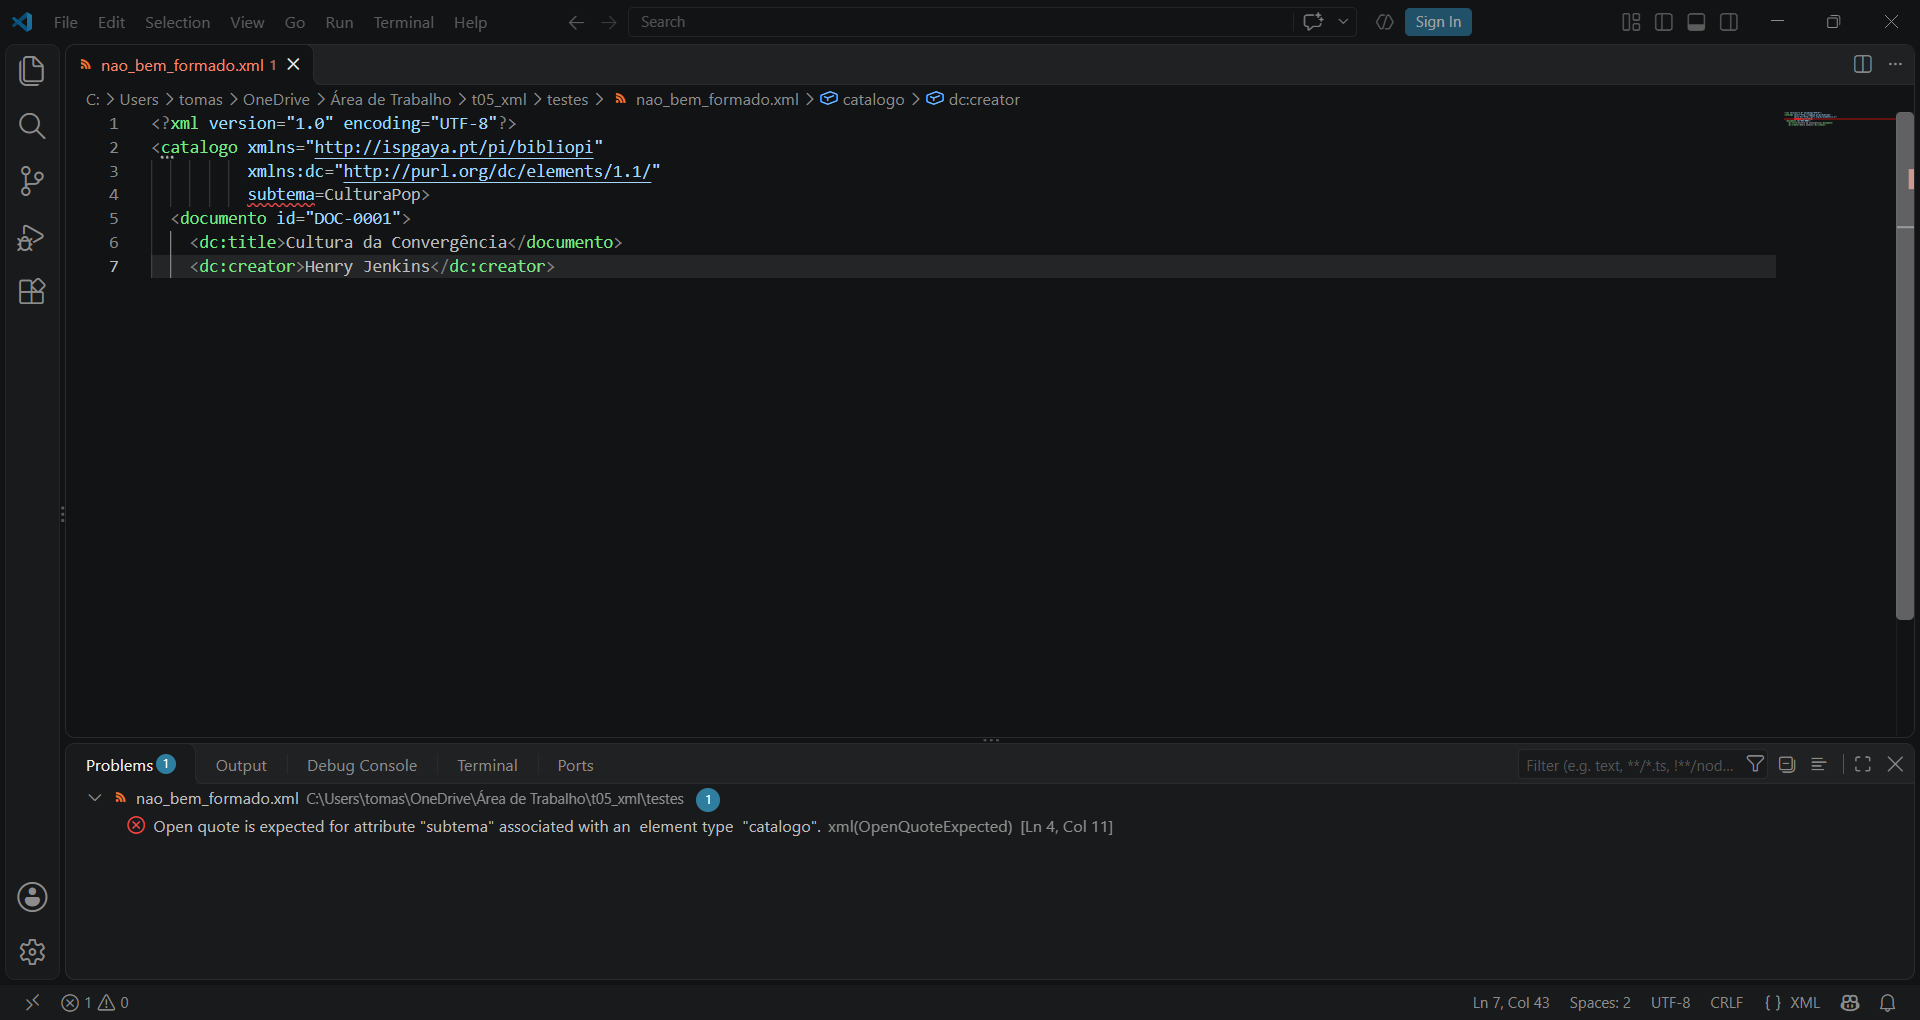 File Edit Selection View Go Run Terminal Help Search Sign In
nao_bem_formado.xml 1
C: > Users > tomas > OneDrive > Área de Trabalho > t05_xml > testes > nao_bem_formado.xml > catalogo > dc:creator
1 <?xml version="1.0" encoding="UTF-8"?>
2 <catalogo xmlns="http://ispgaya.pt/pi/bibliopi"
3 xmlns:dc="http://purl.org/dc/elements/1.1/"
4 subtema=CulturaPop>
5 <documento id="DOC-0001">
6 <dc:title>Cultura da Convergência</documento>
7 <dc:creator>Henry Jenkins</dc:creator>
Problems 1 Output Debug Console Terminal Ports Filter (e.g. text, **/*.ts, !**/nod...
nao_bem_formado.xml C:\Users\tomas\OneDrive\Área de Trabalho\t05_xml\testes 1
Open quote is expected for attribute "subtema" associated with an element type "catalogo". xml(OpenQuoteExpected) [Ln 4, Col 11]
1 0 Ln 7, Col 43 Spaces: 2 UTF-8 CRLF { } XML